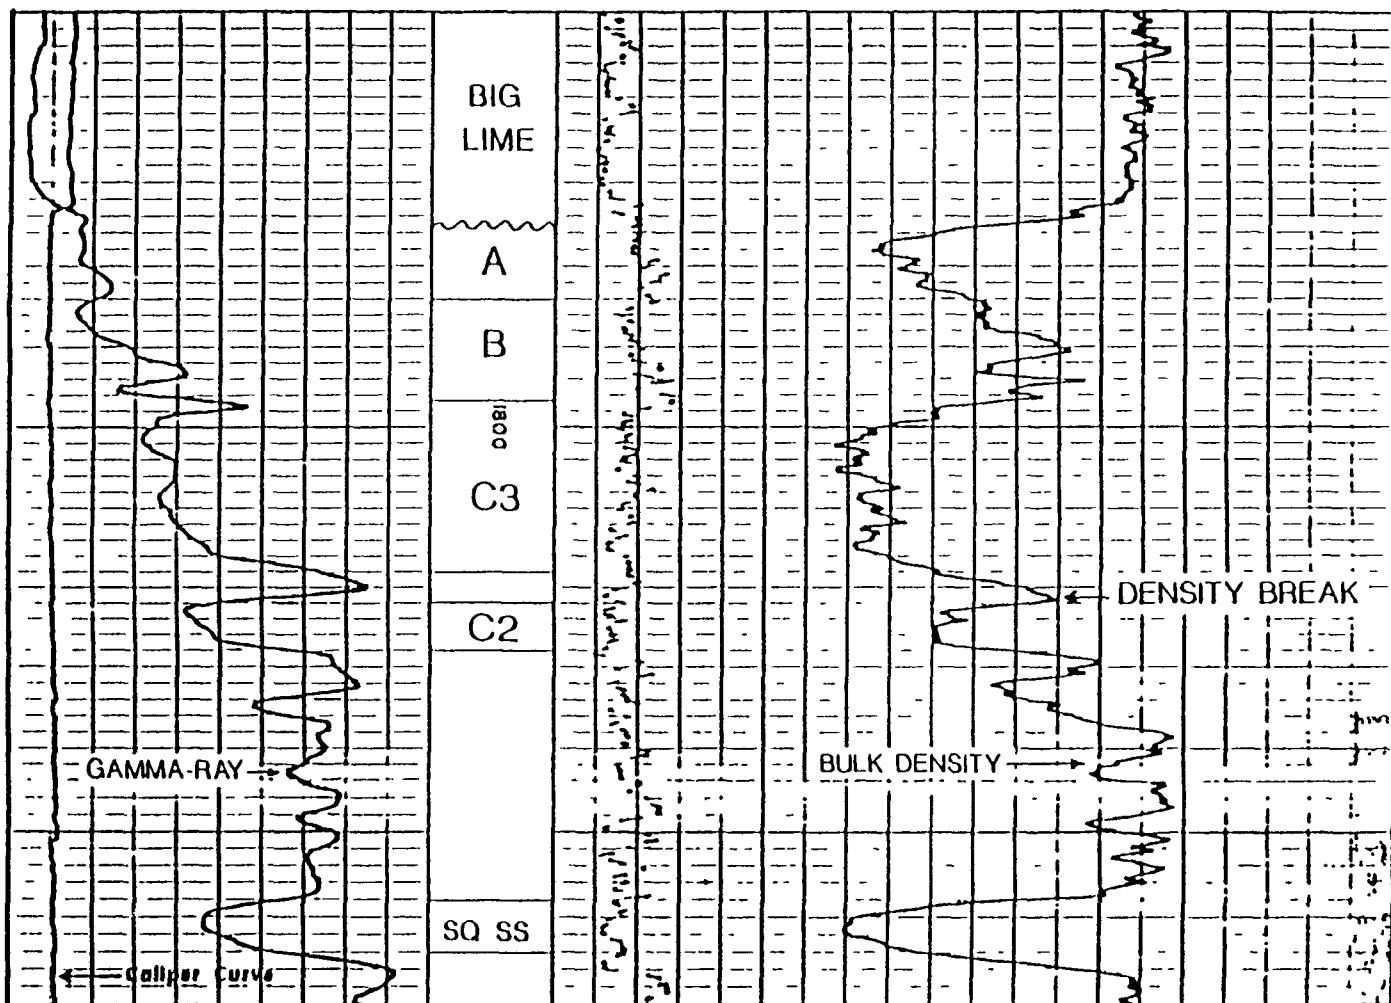 BIG
LIME
A
B
1800
C3
DENSITY BREAK
C2
GAMMA-RAY
BULK DENSITY
SQ SS
Caliper Curve